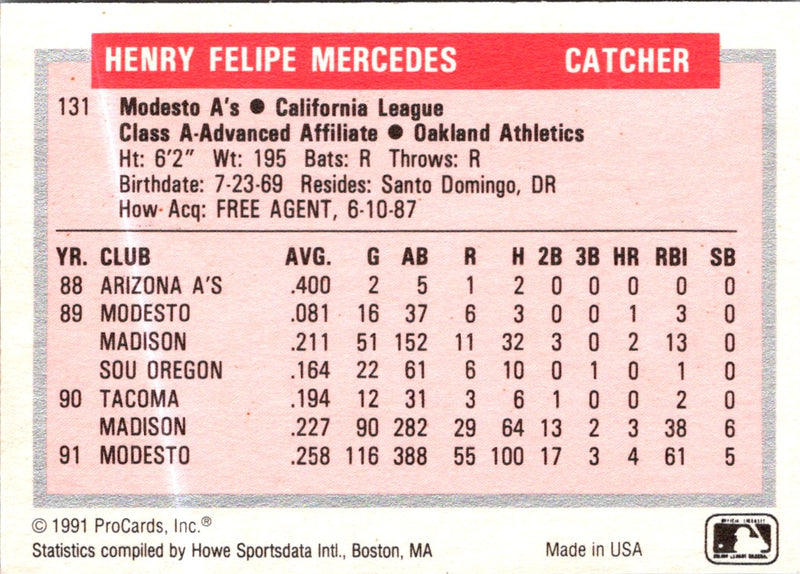 HENRY FELIPE MERCEDES CATCHER
131 Modesto A's ● California League
Class A-Advanced Affiliate ● Oakland Athletics
Ht: 6'2" Wt: 195 Bats: R Throws: R
Birthdate: 7-23-69 Resides: Santo Domingo, DR
How Acq: FREE AGENT, 6-10-87
YR. CLUB AVG. G AB R H 2B 3B HR RBI SB
88 ARIZONA A'S .400 2 5 1 2 0 0 0 0 0
89 MODESTO .081 16 37 6 3 0 0 1 3 0
MADISON .211 51 152 11 32 3 0 2 13 0
SOU OREGON .164 22 61 6 10 0 1 0 1 0
90 TACOMA .194 12 31 3 6 1 0 0 2 0
MADISON .227 90 282 29 64 13 2 3 38 6
91 MODESTO .258 116 388 55 100 17 3 4 61 5
© 1991 ProCards, Inc.®
Statistics compiled by Howe Sportsdata Intl., Boston, MA Made in USA